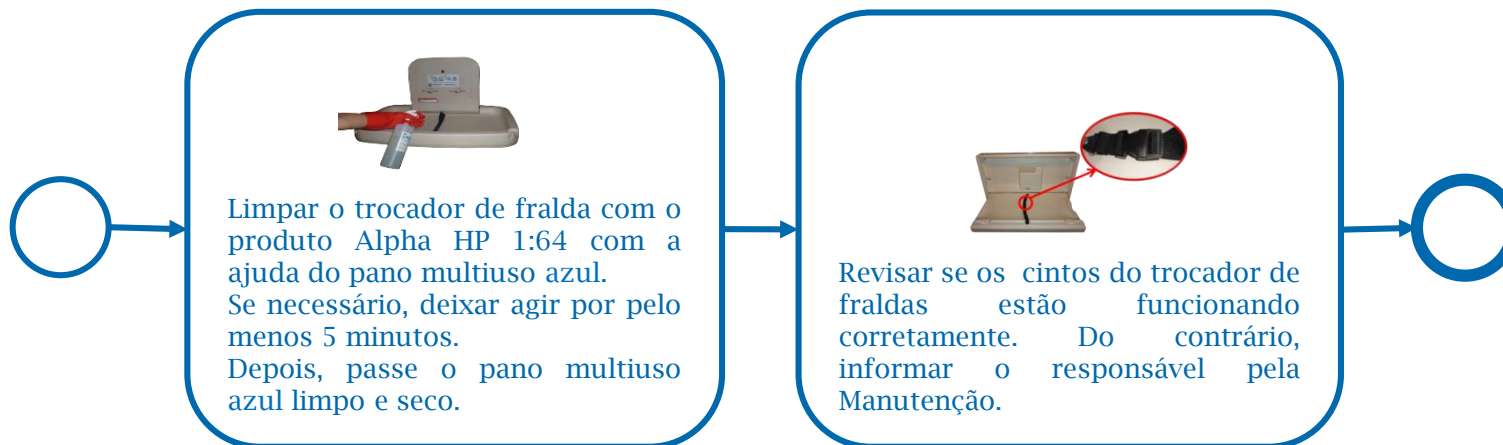 Limpar o trocador de fralda com o
produto Alpha HP 1:64 com a
ajuda do pano multiuso azul.
Se necessário, deixar agir por pelo
menos 5 minutos.
Depois, passe o pano multiuso
azul limpo e seco.
Revisar se os cintos do trocador de
fraldas estão funcionando
corretamente. Do contrário,
informar o responsável pela
Manutenção.